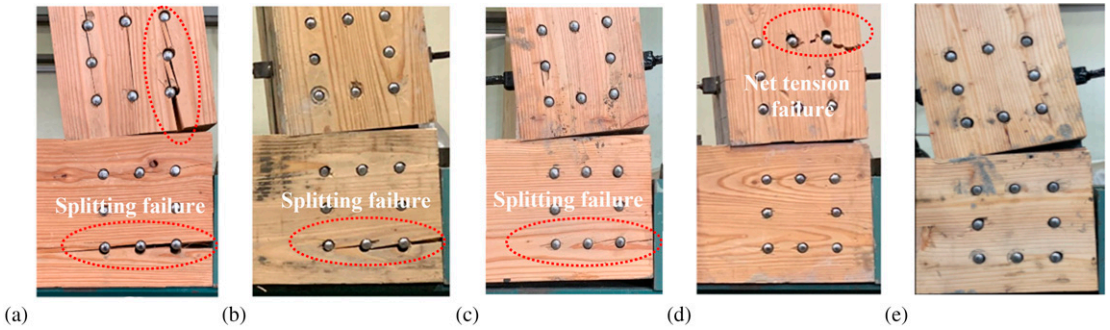 Splitting failure
Splitting failure
Splitting failure
Net tension
failure
(a)
(b)
(c)
(d)
(e)